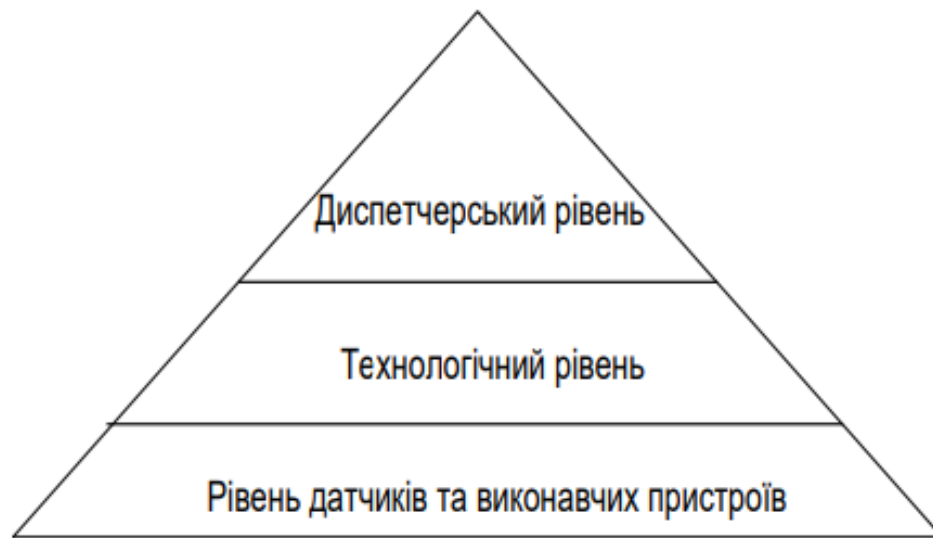 Диспетчерський рівень
Технологічний рівень
Рівень датчиків та виконавчих пристроїв